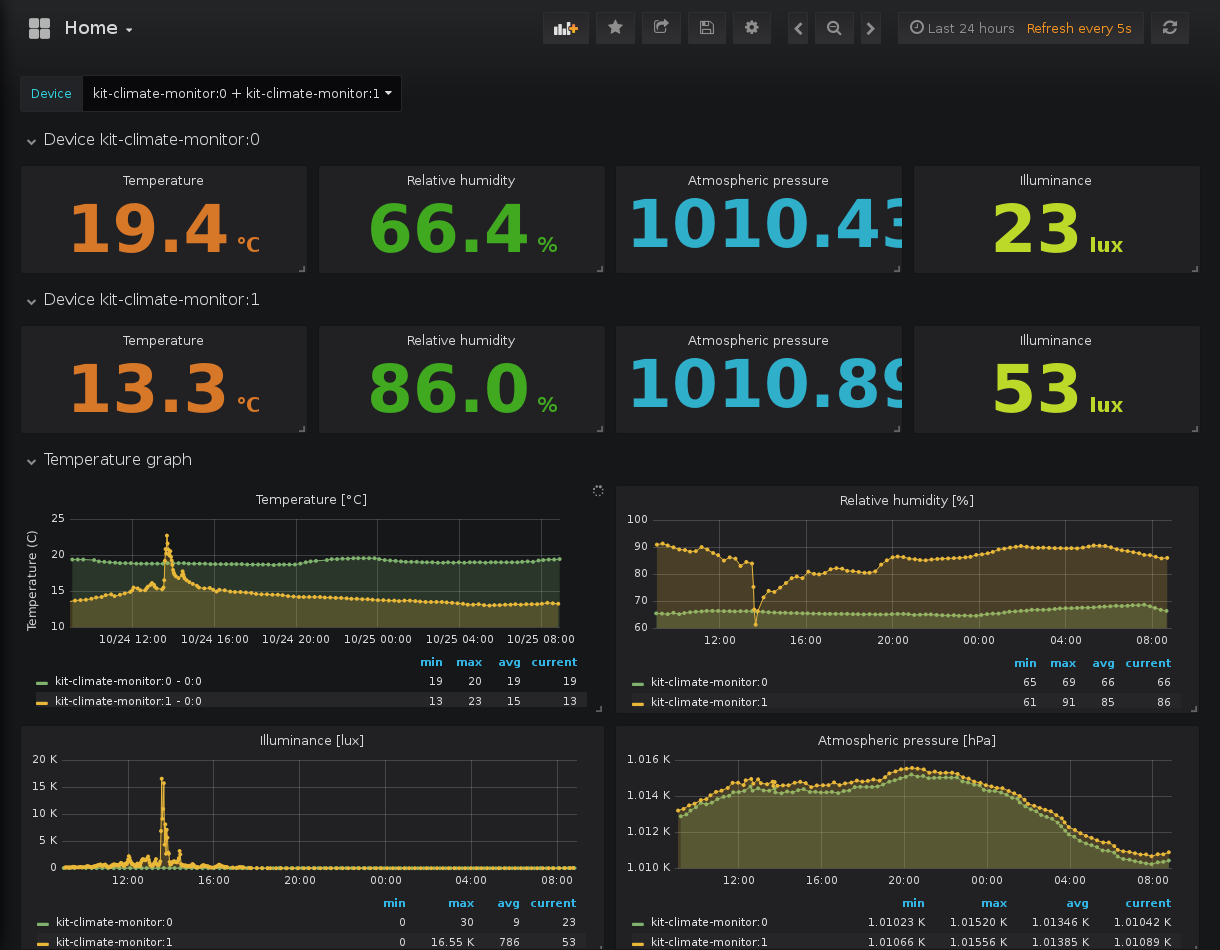 Home
Last 24 hours Refresh every 5s
Device kit-climate-monitor:0 + kit-climate-monitor:1
Device kit-climate-monitor:0
Temperature Relative humidity Atmospheric pressure Illuminance
19.4 °C 66.4 % 1010.43 23 lux
Device kit-climate-monitor:1
Temperature Relative humidity Atmospheric pressure Illuminance
13.3 °C 86.0 % 1010.89 53 lux
Temperature graph
Temperature [°C]
Temperature (C)
25
20
15
10
10/24 12:00 10/24 16:00 10/24 20:00 10/25 00:00 10/25 04:00 10/25 08:00
min max avg current
kit-climate-monitor:0 - 0:0 19 20 19 19
kit-climate-monitor:1 - 0:0 13 23 15 13
Relative humidity [%]
100
90
80
70
60
12:00 16:00 20:00 00:00 04:00 08:00
min max avg current
kit-climate-monitor:0 65 69 66 66
kit-climate-monitor:1 61 91 85 86
Illuminance [lux]
20 K
15 K
10 K
5 K
0
12:00 16:00 20:00 00:00 04:00 08:00
min max avg current
kit-climate-monitor:0 0 30 9 23
kit-climate-monitor:1 0 16.55 K 786 53
Atmospheric pressure [hPa]
1.016 K
1.014 K
1.012 K
1.010 K
12:00 16:00 20:00 00:00 04:00 08:00
min max avg current
kit-climate-monitor:0 1.01023 K 1.01520 K 1.01346 K 1.01042 K
kit-climate-monitor:1 1.01066 K 1.01556 K 1.01385 K 1.01089 K